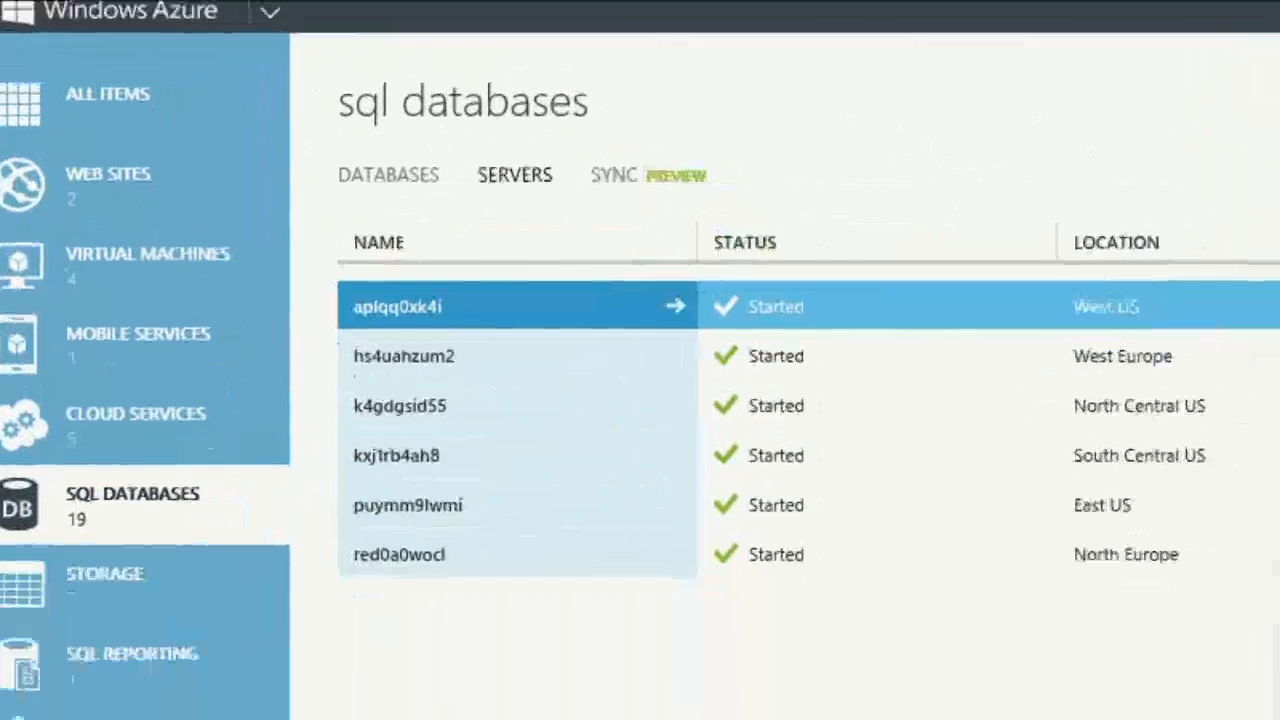 Windows Azure
ALL ITEMS
WEB SITES
2
VIRTUAL MACHINES
4
MOBILE SERVICES
1
CLOUD SERVICES
5
DB
SQL DATABASES
19
STORAGE
SQL REPORTING
1
sql databases
DATABASES SERVERS SYNC PREVIEW
NAME STATUS LOCATION
Started West US
hs4uahzum2 Started West Europe
k4gdgsid55 Started North Central US
kxj1rb4ah8 Started South Central US
puymm9lwmi Started East US
red0a0wocl Started North Europe